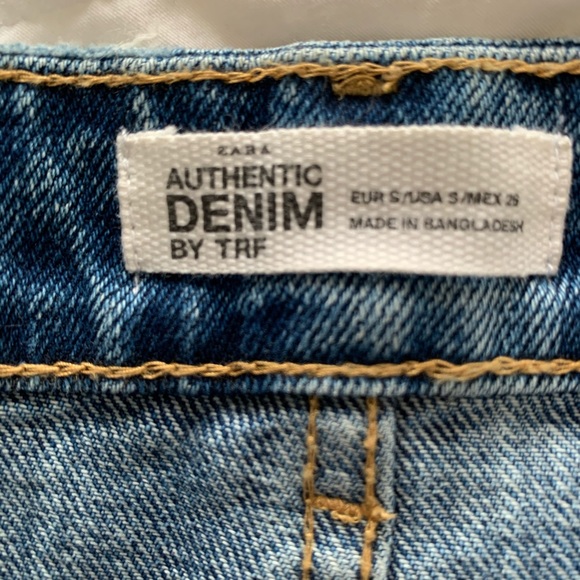 ZARA
AUTHENTIC
DENIM
BY TRF
EUR S/USA S/MEX 26
MADE IN BANGLADESH